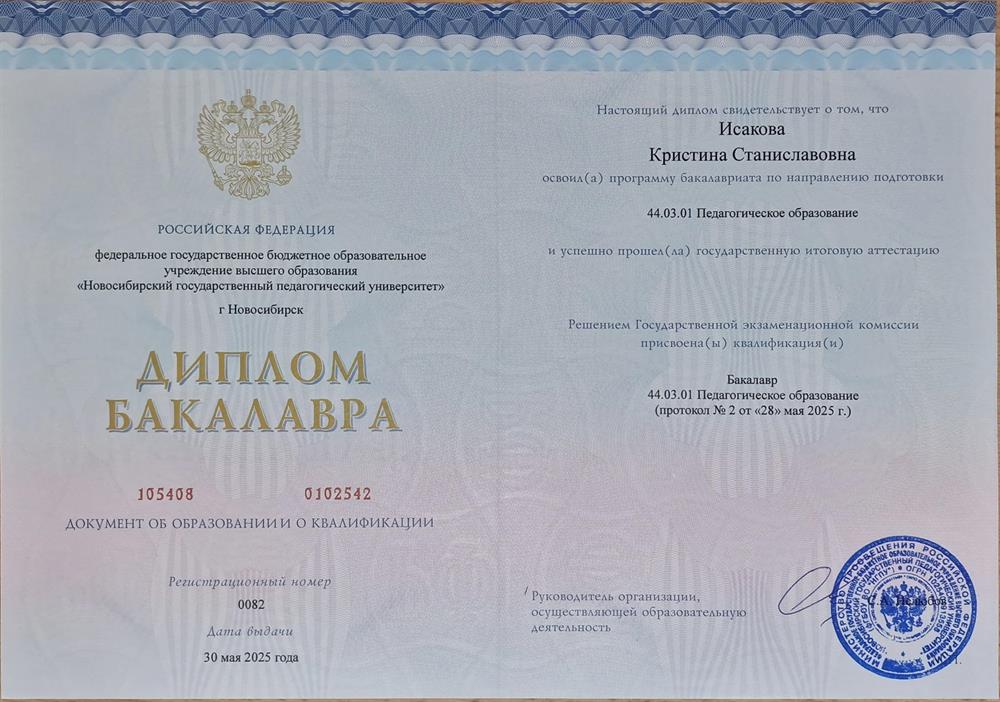 РОССИЙСКАЯ ФЕДЕРАЦИЯ
федеральное государственное бюджетное образовательное
учреждение высшего образования
«Новосибирский государственный педагогический университет»
г Новосибирск
ДИПЛОМ
БАКАЛАВРА
105408 0102542
ДОКУМЕНТ ОБ ОБРАЗОВАНИИ И О КВАЛИФИКАЦИИ
Регистрационный номер
0082
Дата выдачи
30 мая 2025 года
Настоящий диплом свидетельствует о том, что
Исакова
Кристина Станиславовна
освоил(а) программу бакалавриата по направлению подготовки
44.03.01 Педагогическое образование
и успешно прошел(ла) государственную итоговую аттестацию
Решением Государственной экзаменационной комиссии
присвоена(ы) квалификация(и)
Бакалавр
44.03.01 Педагогическое образование
(протокол № 2 от «28» мая 2025 г.)
Руководитель организации,
осуществляющей образовательную
деятельность
МИНИСТЕРСТВО ПРОСВЕЩЕНИЯ РОССИЙСКОЙ ФЕДЕРАЦИИ